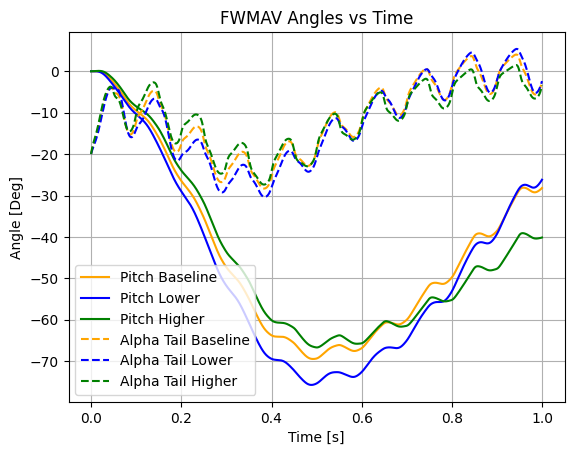 FWMAV Angles vs Time
Angle [Deg]
0
−10
−20
−30
−40
−50
−60
−70
Pitch Baseline
Pitch Lower
Pitch Higher
Alpha Tail Baseline
Alpha Tail Lower
Alpha Tail Higher
0.0 0.2 0.4 0.6 0.8 1.0
Time [s]